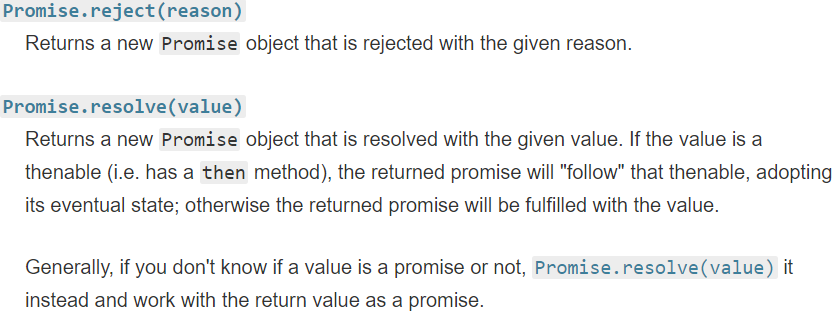 Promise.reject(reason)
Returns a new Promise object that is rejected with the given reason.
Promise.resolve(value)
Returns a new Promise object that is resolved with the given value. If the value is a
thenable (i.e. has a then method), the returned promise will "follow" that thenable, adopting
its eventual state; otherwise the returned promise will be fulfilled with the value.
Generally, if you don't know if a value is a promise or not, Promise.resolve(value) it
instead and work with the return value as a promise.